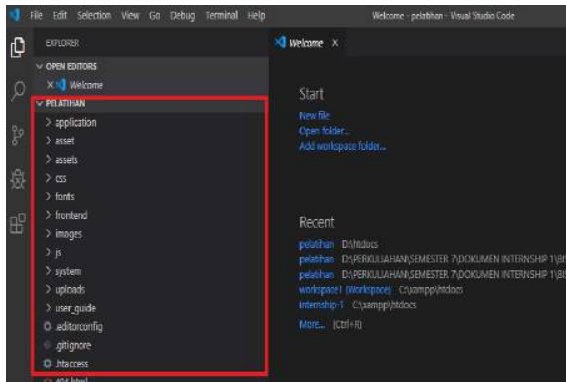 File Edit Selection View Go Debug Terminal Help
Welcome - pelatihan - Visual Studio Code
EXPLORER
OPEN EDITORS
Welcome
PELATIHAN
application
asset
assets
css
fonts
frontend
images
js
system
uploads
user_guide
.editorconfig
.gitignore
.htaccess
404.html
Welcome
Start
New file
Open folder...
Add workspace folder...
Recent
pelatihan D:\htdocs
pelatihan D:\PERKULIAHAN\SEMESTER 7\DOKUMEN INTERNSHIP 1\BIS
pelatihan D:\PERKULIAHAN\SEMESTER 7\DOKUMEN INTERNSHIP 1\BIS
workspace1 (Workspace) C:\xampp\htdocs
internship-1 C:\xampp\htdocs
More... (Ctrl+R)